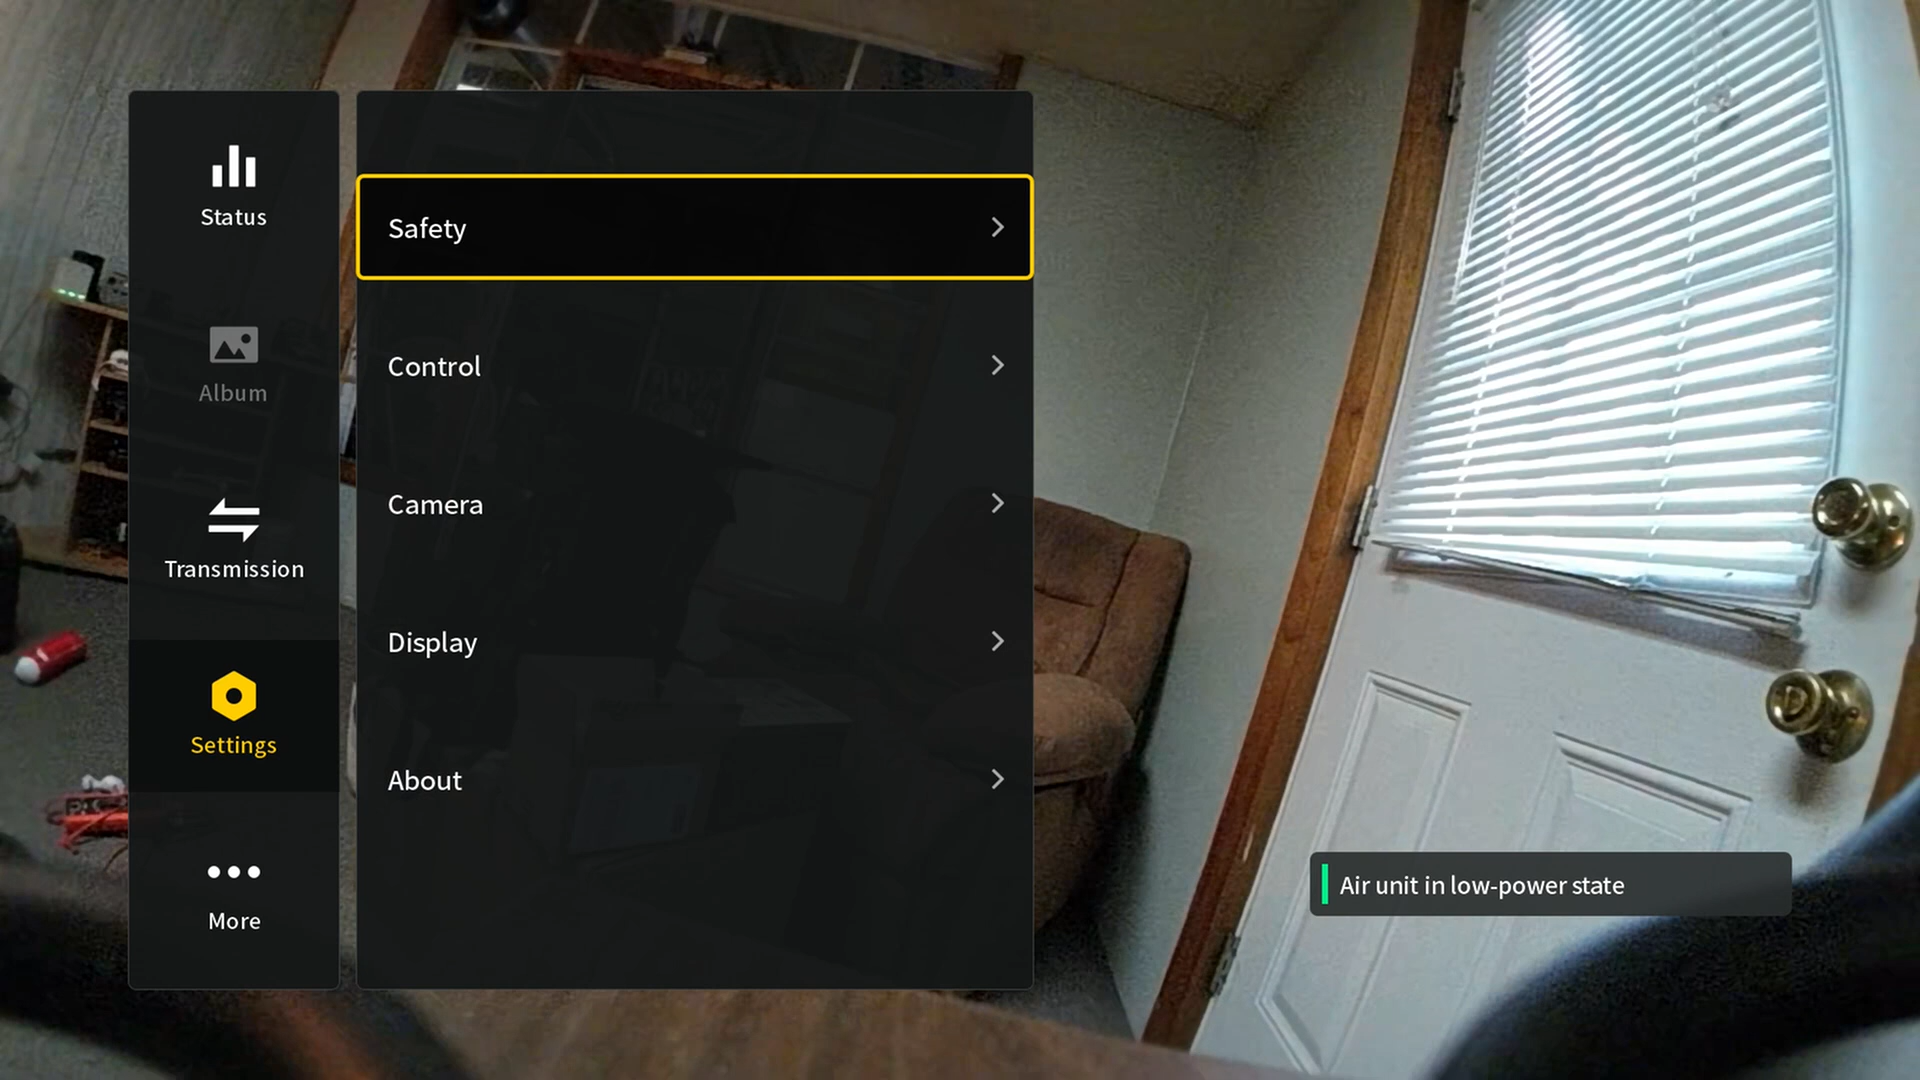 Status
Album
Transmission
Settings
More
Safety
Control
Camera
Display
About
Air unit in low-power state